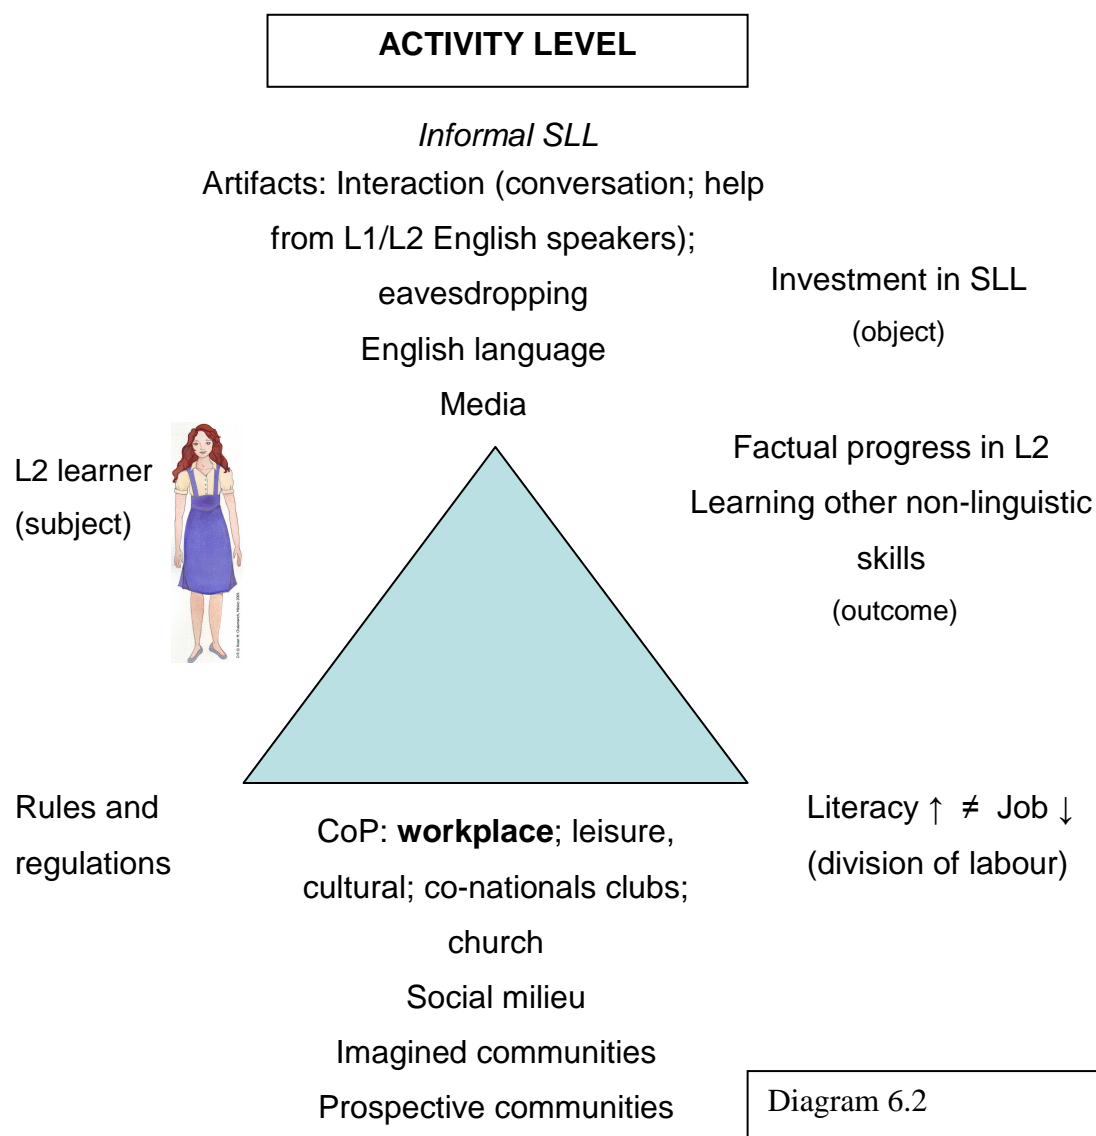 ACTIVITY LEVEL
Informal SLL
Artifacts: Interaction (conversation; help
from L1/L2 English speakers);
eavesdropping
English language
Media
Investment in SLL
(object)
L2 learner
(subject)
Factual progress in L2
Learning other non-linguistic
skills
(outcome)
Rules and
regulations
CoP: workplace; leisure,
cultural; co-nationals clubs;
church
Social milieu
Imagined communities
Prospective communities
Literacy ↑ ≠ Job ↓
(division of labour)
Diagram 6.2